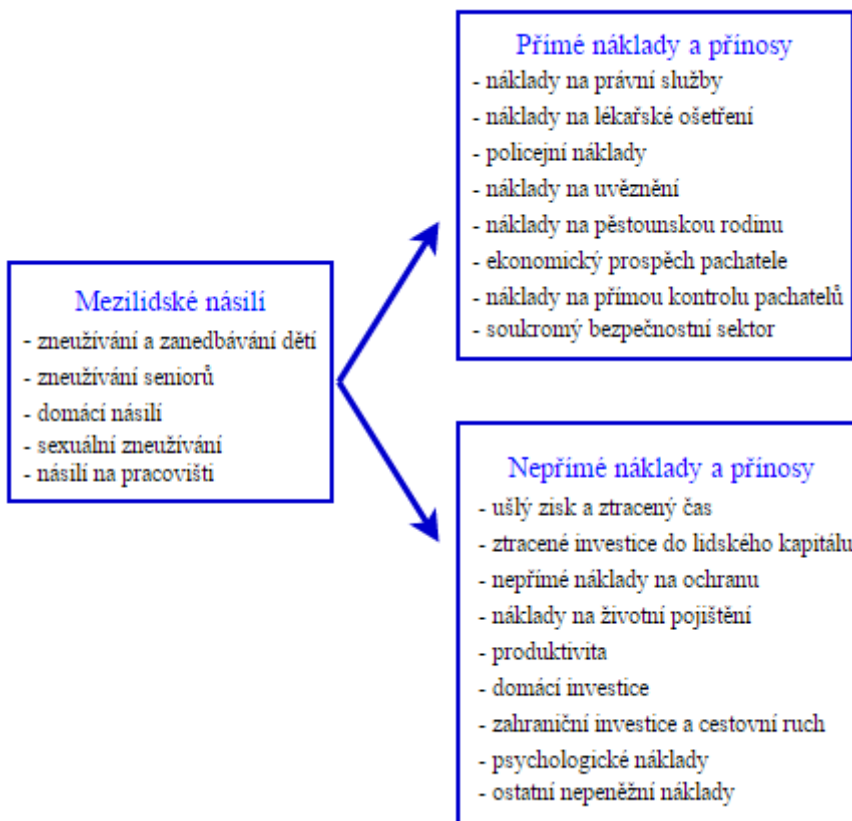 Přímé náklady a přínosy
- náklady na právní služby
- náklady na lékařské ošetření
- policejní náklady
- náklady na uvěznění
- náklady na pěstounskou rodinu
- ekonomický prospěch pachatele
- náklady na přímou kontrolu pachatelů
- soukromý bezpečnostní sektor
Mezilidské násilí
- zneužívání a zanedbávání dětí
- zneužívání seniorů
- domácí násilí
- sexuální zneužívání
- násilí na pracovišti
Nepřímé náklady a přínosy
- ušlý zisk a ztracený čas
- ztracené investice do lidského kapitálu
- nepřímé náklady na ochranu
- náklady na životní pojištění
- produktivita
- domácí investice
- zahraniční investice a cestovní ruch
- psychologické náklady
- ostatní nepeněžní náklady